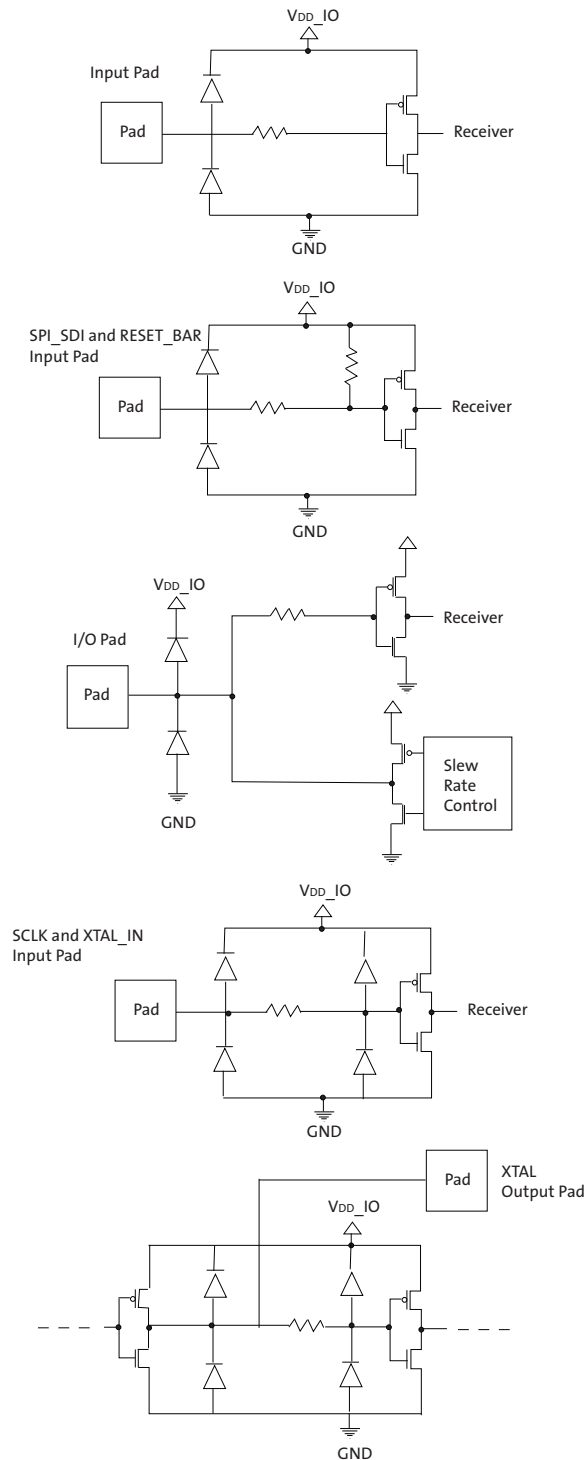 VDD_IO
Input Pad
Pad
Receiver
GND
VDD_IO
SPI_SDI and RESET_BAR
Input Pad
Pad
Receiver
GND
VDD_IO
I/O Pad
Pad
Receiver
GND
Slew
Rate
Control
VDD_IO
SCLK and XTAL_IN
Input Pad
Pad
Receiver
GND
Pad
XTAL
Output Pad
VDD_IO
GND